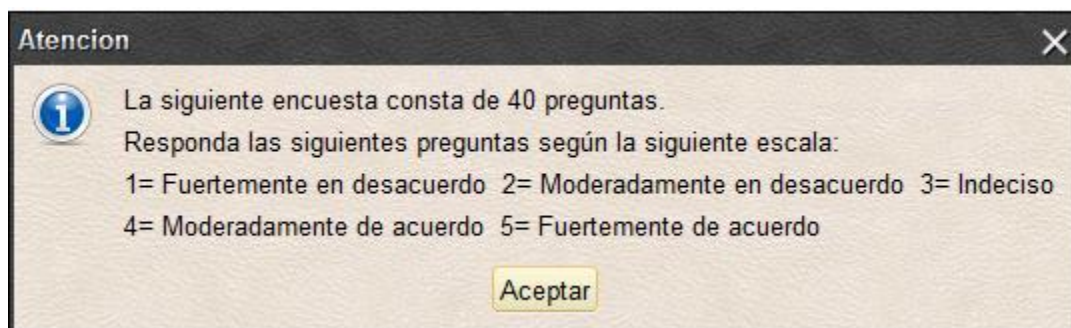 Atencion
La siguiente encuesta consta de 40 preguntas.
Responda las siguientes preguntas según la siguiente escala:
1= Fuertemente en desacuerdo 2= Moderadamente en desacuerdo 3= Indeciso
4= Moderadamente de acuerdo 5= Fuertemente de acuerdo
Aceptar